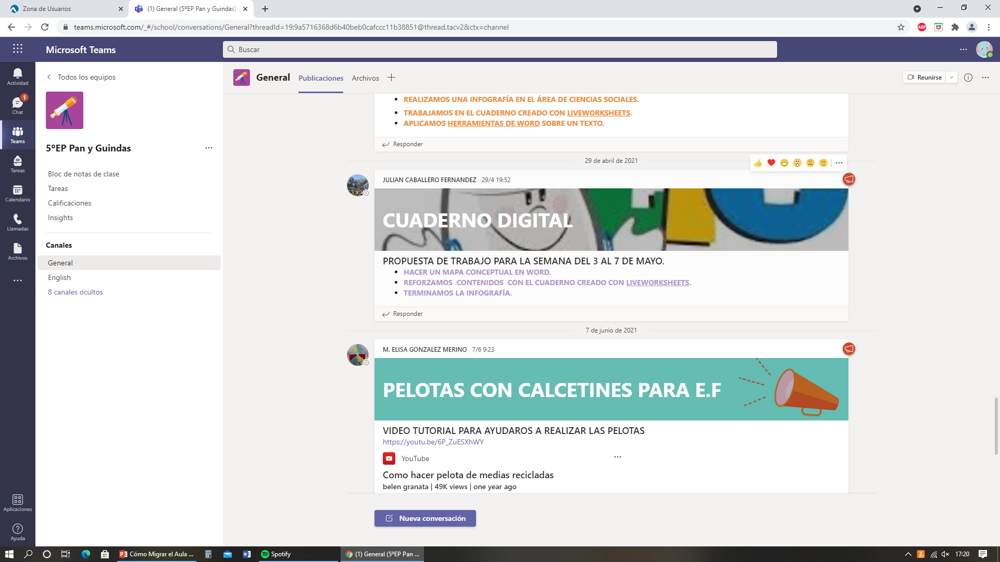 Zona de Usuarios
(1) General (5ºEP Pan y Guindas)
teams.microsoft.com/_#/school/conversations/General?threadId=19:9a5716368d6b40beb0cafccc11b38851@thread.tacv2&ctx=channel
ABP
Microsoft Teams
Buscar
Actividad
1
Chat
Teams
Tareas
Calendario
Llamadas
Archivos
Aplicaciones
Ayuda
Todos los equipos
5ºEP Pan y Guindas
Bloc de notas de clase
Tareas
Calificaciones
Insights
Canales
General
English
8 canales ocultos
General
Publicaciones
Archivos
Reunirse
REALIZAMOS UNA INFOGRAFÍA EN EL ÁREA DE CIENCIAS SOCIALES.
TRABAJAMOS EN EL CUADERNO CREADO CON LIVEWORKSHEETS.
APLICAMOS HERRAMIENTAS DE WORD SOBRE UN TEXTO.
Responder
29 de abril de 2021
JULIAN CABALLERO FERNANDEZ 29/4 19:52
CUADERNO DIGITAL
PROPUESTA DE TRABAJO PARA LA SEMANA DEL 3 AL 7 DE MAYO.
HACER UN MAPA CONCEPTUAL EN WORD.
REFORZAMOS CONTENIDOS CON EL CUADERNO CREADO CON LIVEWORKSHEETS.
TERMINAMOS LA INFOGRAFÍA.
Responder
7 de junio de 2021
M. ELISA GONZALEZ MERINO 7/6 9:23
PELOTAS CON CALCETINES PARA E.F
VIDEO TUTORIAL PARA AYUDAROS A REALIZAR LAS PELOTAS
https://youtu.be/6P_ZuESXhWY
YouTube
Como hacer pelota de medias recicladas
belen granata | 49K views | one year ago
Nueva conversación
Cómo Migrar el Aula ...
Spotify
(1) General (5ºEP Pan ...
17:20